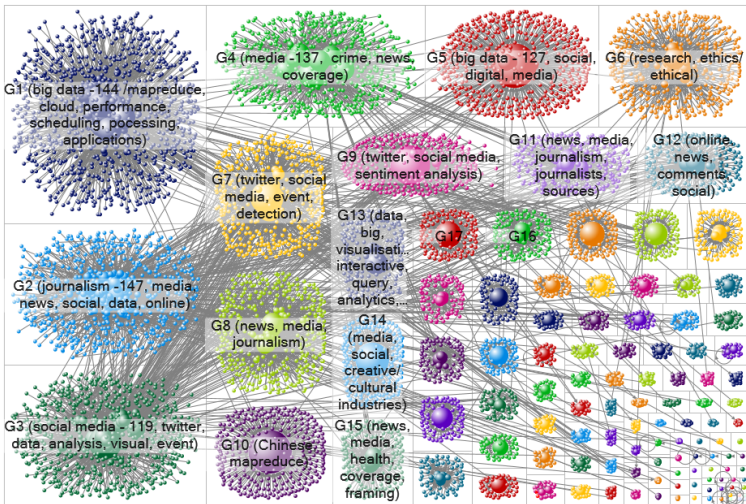 G1 (big data -144 /mapreduce,
cloud, performance,
scheduling, pocessing,
applications)
G4 (media -137, crime, news,
coverage)
G5 (big data - 127, social,
digital, media)
G6 (research, ethics/
ethical)
G7 (twitter, social
media, event,
detection)
G9 (twitter, social media,
sentiment analysis)
G11 (news, media,
journalism,
journalists,
sources)
G12 (online,
news,
comments,
social)
G2 (journalism -147, media,
news, social, data, online)
G13 (data,
big,
visualisati...
interactive,
query,
analytics,...
G17
G16
G8 (news, media,
journalism)
G14
(media,
social,
creative/
cultural
industries)
G3 (social media - 119, twitter,
data, analysis, visual, event)
G10 (Chinese,
mapreduce)
G15 (news,
media,
health,
coverage,
framing)